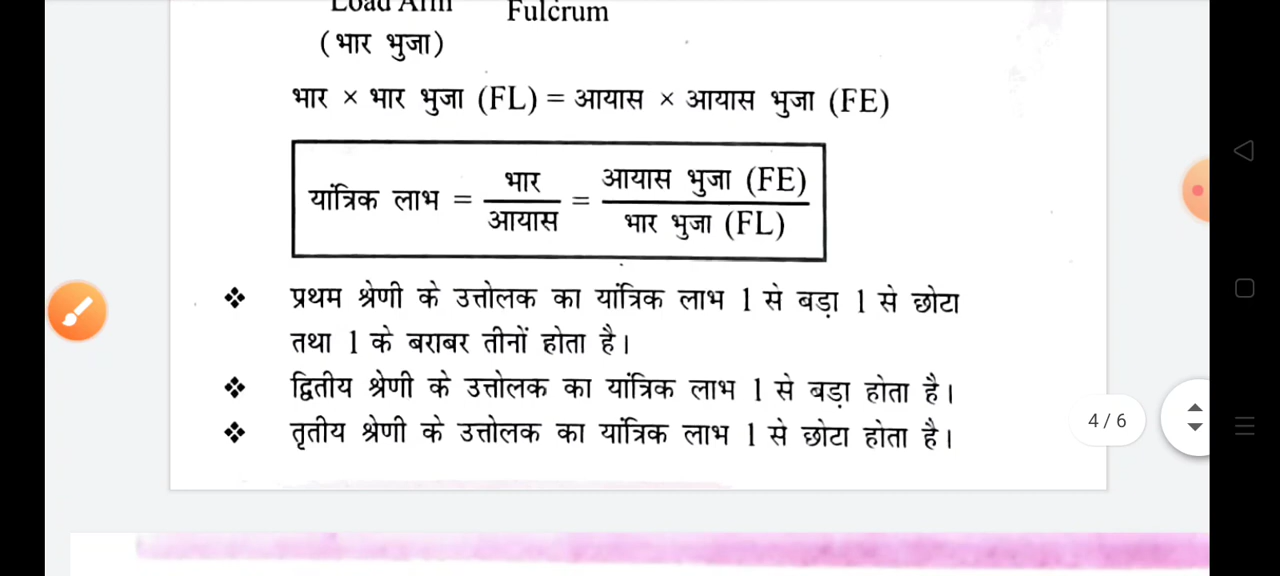 Load Arm Fulcrum
(भार भुजा)
भार × भार भुजा (FL) = आयास × आयास भुजा (FE)
यांत्रिक लाभ = भार / आयास = आयास भुजा (FE) / भार भुजा (FL)
❖ प्रथम श्रेणी के उत्तोलक का यांत्रिक लाभ 1 से बड़ा 1 से छोटा
तथा 1 के बराबर तीनों होता है।
❖ द्वितीय श्रेणी के उत्तोलक का यांत्रिक लाभ 1 से बड़ा होता है।
❖ तृतीय श्रेणी के उत्तोलक का यांत्रिक लाभ 1 से छोटा होता है।
4 / 6